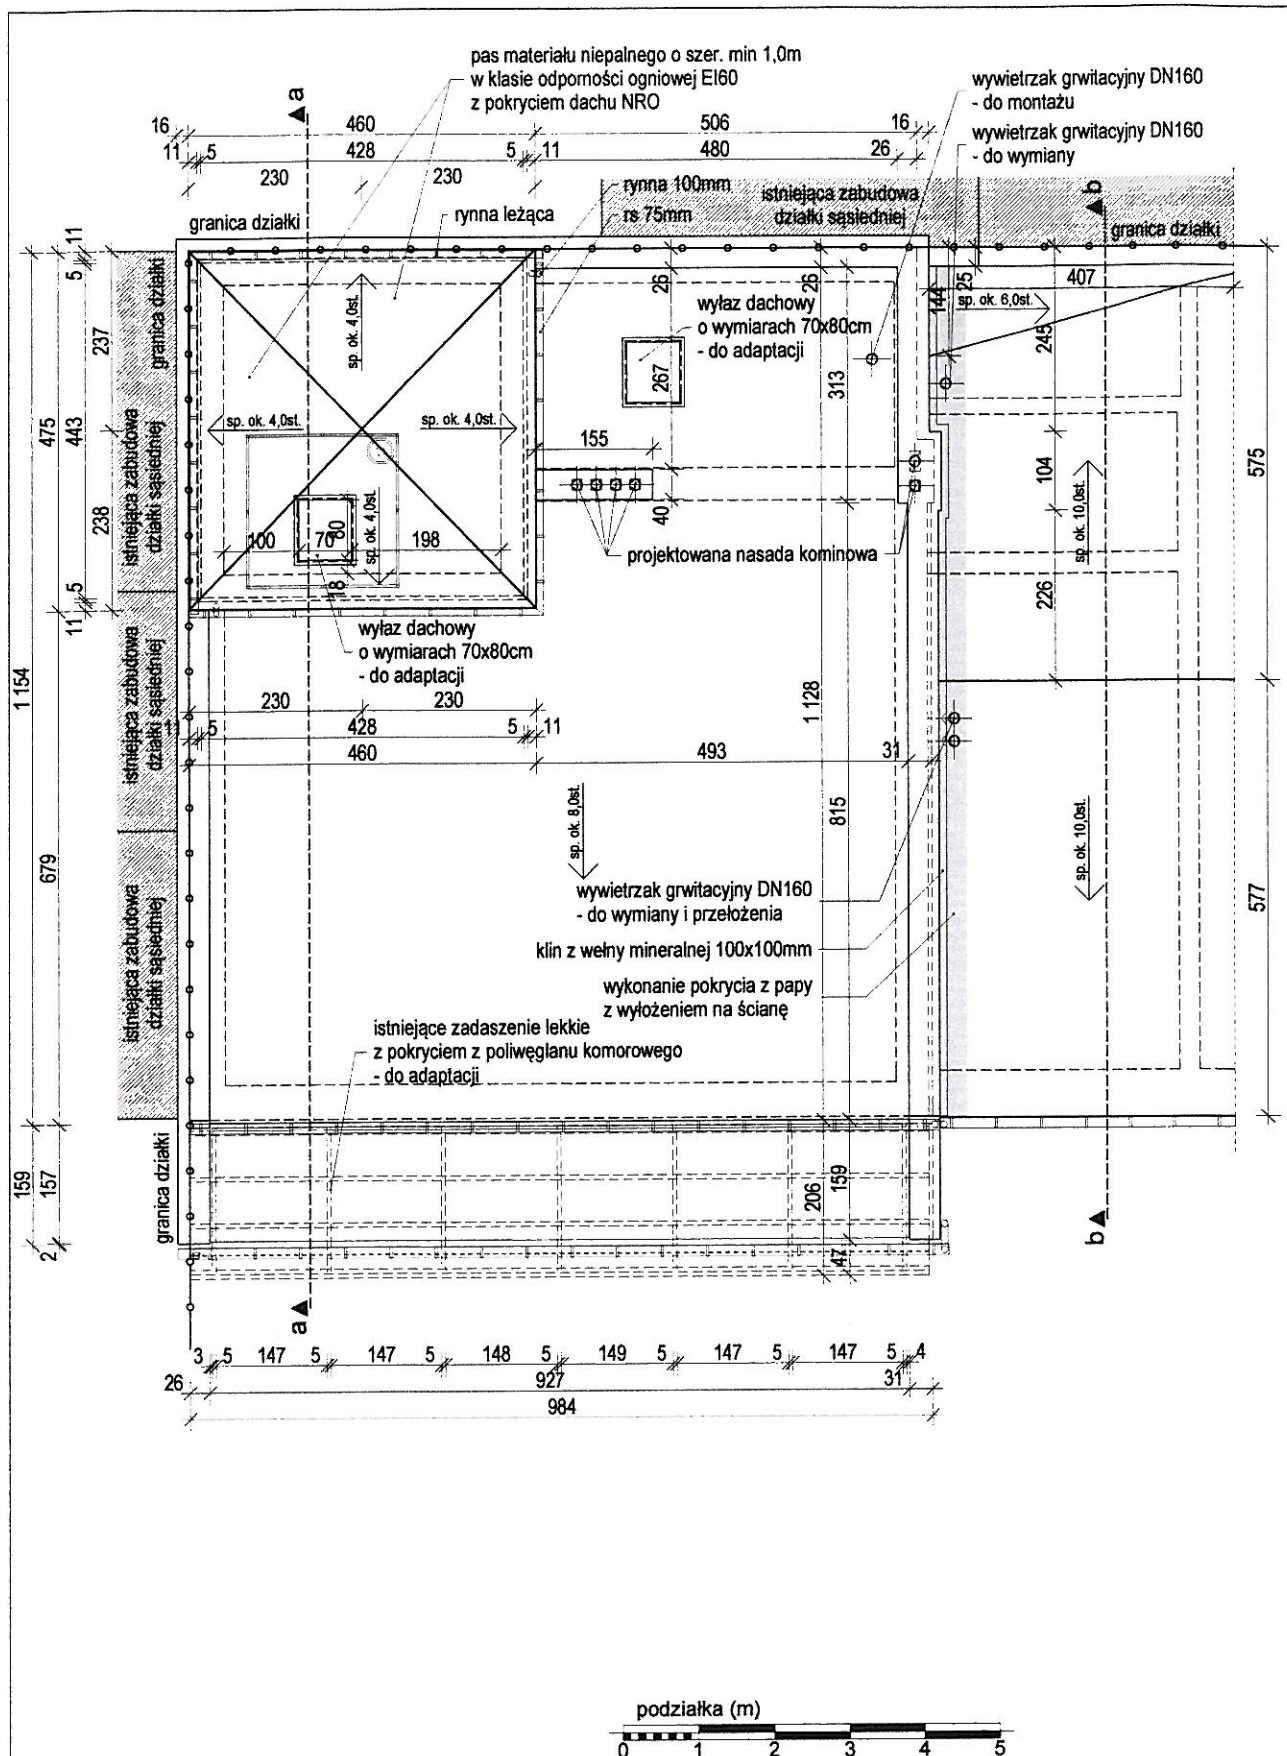 pas materiału niepalnego o szer. min 1,0m
w klasie odporności ogniowej EI60
z pokryciem dachu NRO
wywietrzak grwitacyjny DN160
- do montażu
wywietrzak grwitacyjny DN160
- do wymiany
a
b
16
460
506
16
11
5
428
5
11
480
26
230
230
rynna 100mm
rs 75mm
istniejąca zabudowa
działki sąsiedniej
granica działki
rynna leżąca
granica działki
11
5
237
475
443
238
5
11
1 154
679
159
157
2
granica działki
istniejąca zabudowa
działki sąsiedniej
istniejąca zabudowa
działki sąsiedniej
istniejąca zabudowa
działki sąsiedniej
granica działki
sp. ok. 4,0st.
sp. ok. 4,0st.
sp. ok. 4,0st.
sp. ok. 4,0st.
26
26
144
25
407
sp. ok. 6,0st.
wyłaz dachowy
o wymiarach 70x80cm
- do adaptacji
267
313
245
155
104
575
40
100
70
80
198
18
projektowana nasada kominowa
sp. ok. 10,0st.
226
wyłaz dachowy
o wymiarach 70x80cm
- do adaptacji
230
230
11
5
428
5
11
460
493
31
1 128
815
sp. ok. 8,0st.
sp. ok. 10,0st.
577
wywietrzak grwitacyjny DN160
- do wymiany i przełożenia
klin z wełny mineralnej 100x100mm
wykonanie pokrycia z papy
z wyłożeniem na ścianę
istniejące zadaszenie lekkie
z pokryciem z poliwęglanu komorowego
- do adaptacji
206
159
47
a
b
3
5
147
5
147
5
148
5
149
5
147
5
147
5
4
26
927
31
984
podziałka (m)
0
1
2
3
4
5